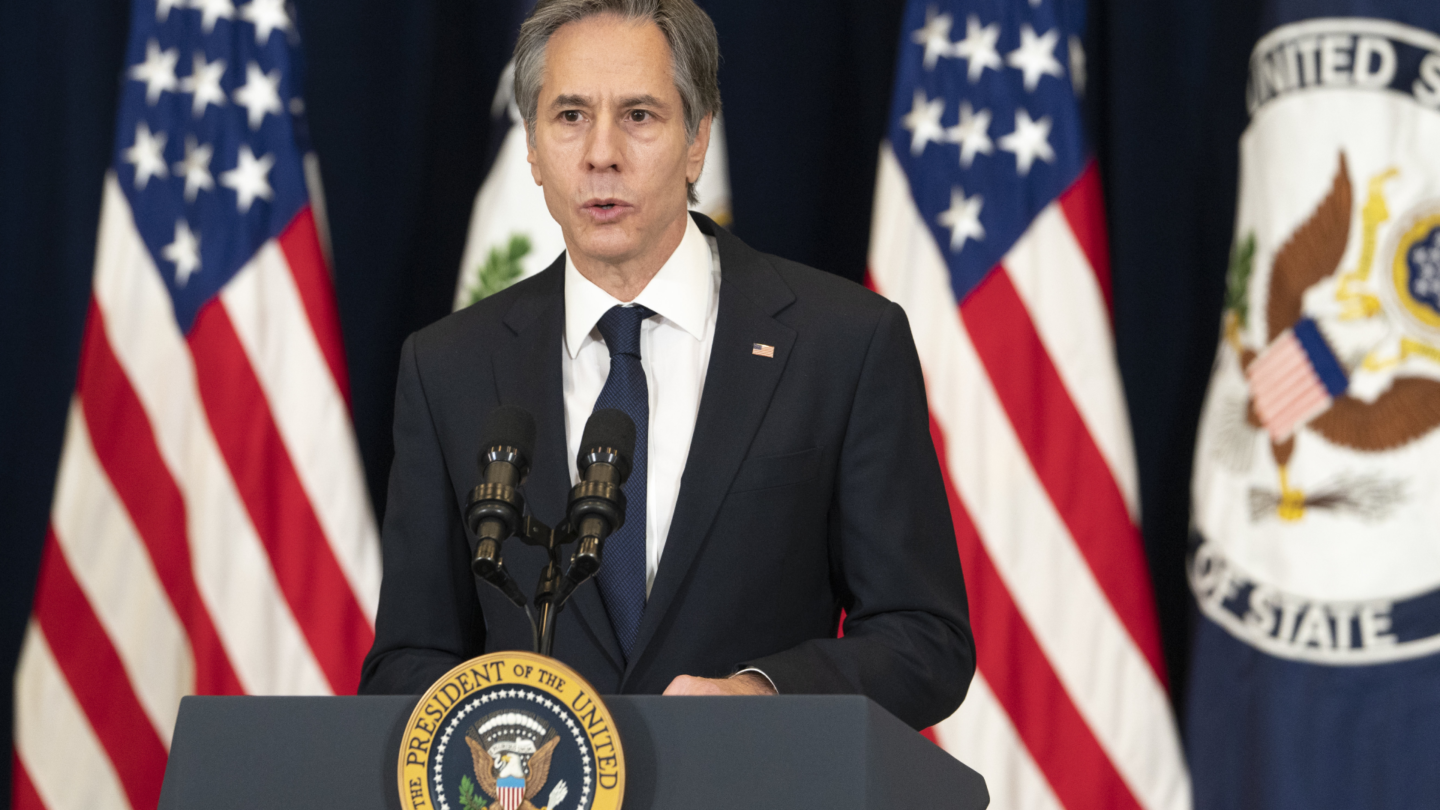 UNITED S
OF STATE
THE PRESIDENT OF THE UNITED